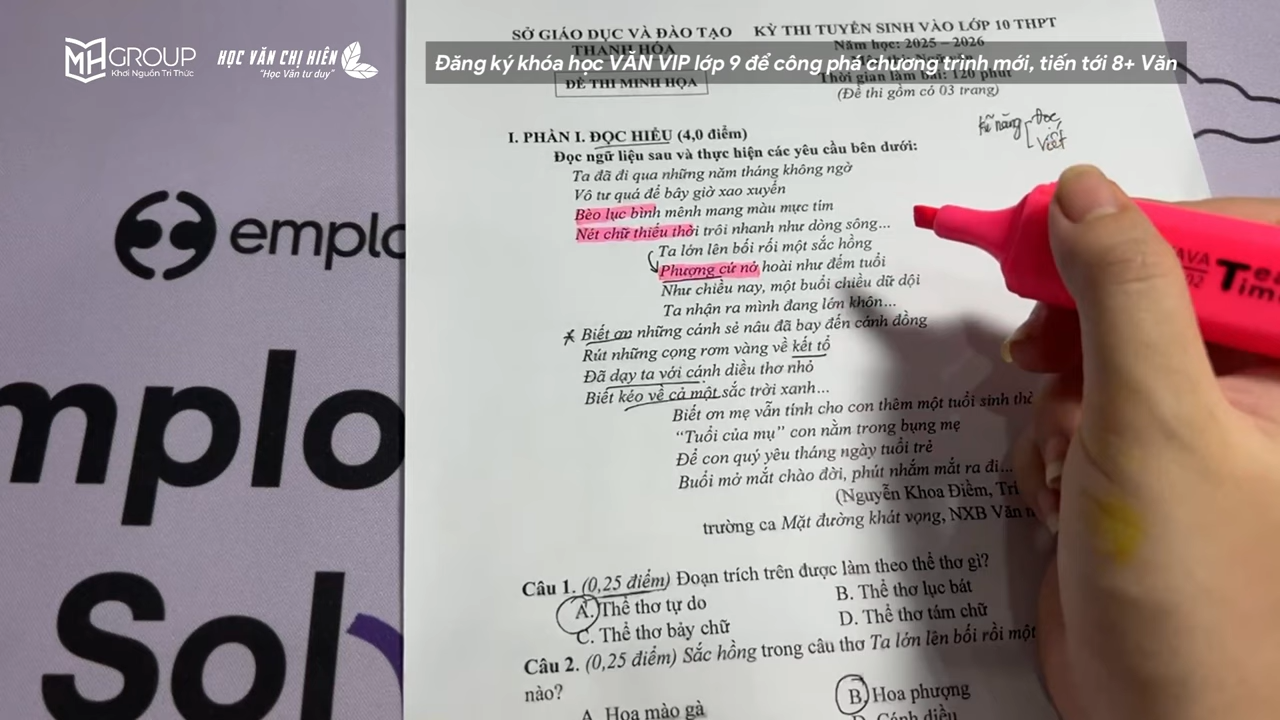 MH GROUP
Khơi Nguồn Tri Thức
HỌC VĂN CHỊ HIÊN
"Học Văn tư duy"
Đăng ký khóa học VĂN VIP lớp 9 để công phá chương trình mới, tiến tới 8+ Văn
SỞ GIÁO DỤC VÀ ĐÀO TẠO
THANH HÓA
ĐỀ THI MINH HỌA
KỲ THI TUYỂN SINH VÀO LỚP 10 THPT
Năm học: 2025 – 2026
Thời gian làm bài: 120 phút
(Đề thi gồm có 03 trang)
kĩ năng
Đọc
Viết
I. PHẦN I. ĐỌC HIỂU (4,0 điểm)
Đọc ngữ liệu sau và thực hiện các yêu cầu bên dưới:
Ta đã đi qua những năm tháng không ngờ
Vô tư quá để bây giờ xao xuyến
Bèo lục bình mênh mang màu mực tím
Nét chữ thiếu thời trôi nhanh như dòng sông...
Ta lớn lên bối rối một sắc hồng
Phượng cứ nở hoài như đếm tuổi
Như chiều nay, một buổi chiều dữ dội
Ta nhận ra mình đang lớn khôn...
Biết ơn những cánh sẻ nâu đã bay đến cánh đồng
Rút những cọng rơm vàng về kết tổ
Đã dạy ta với cánh diều thơ nhỏ
Biết kéo về cả một sắc trời xanh...
Biết ơn mẹ vẫn tính cho con thêm một tuổi sinh
"Tuổi của mụ" con nằm trong bụng mẹ
Để con quý yêu tháng ngày tuổi trẻ
Buổi mở mắt chào đời, phút nhắm mắt ra đi...
(Nguyễn Khoa Điềm,
trường ca Mặt đường khát vọng, NXB Văn
Câu 1. (0,25 điểm) Đoạn trích trên được làm theo thể thơ gì?
A. Thể thơ tự do
B. Thể thơ lục bát
C. Thể thơ bảy chữ
D. Thể thơ tám chữ
Câu 2. (0,25 điểm) Sắc hồng trong câu thơ Ta lớn lên bối rối một
nào?
A. Hoa mào gà
B. Hoa phượng
D. Cánh diều
emplo
mplo
Sol
Te
Tim